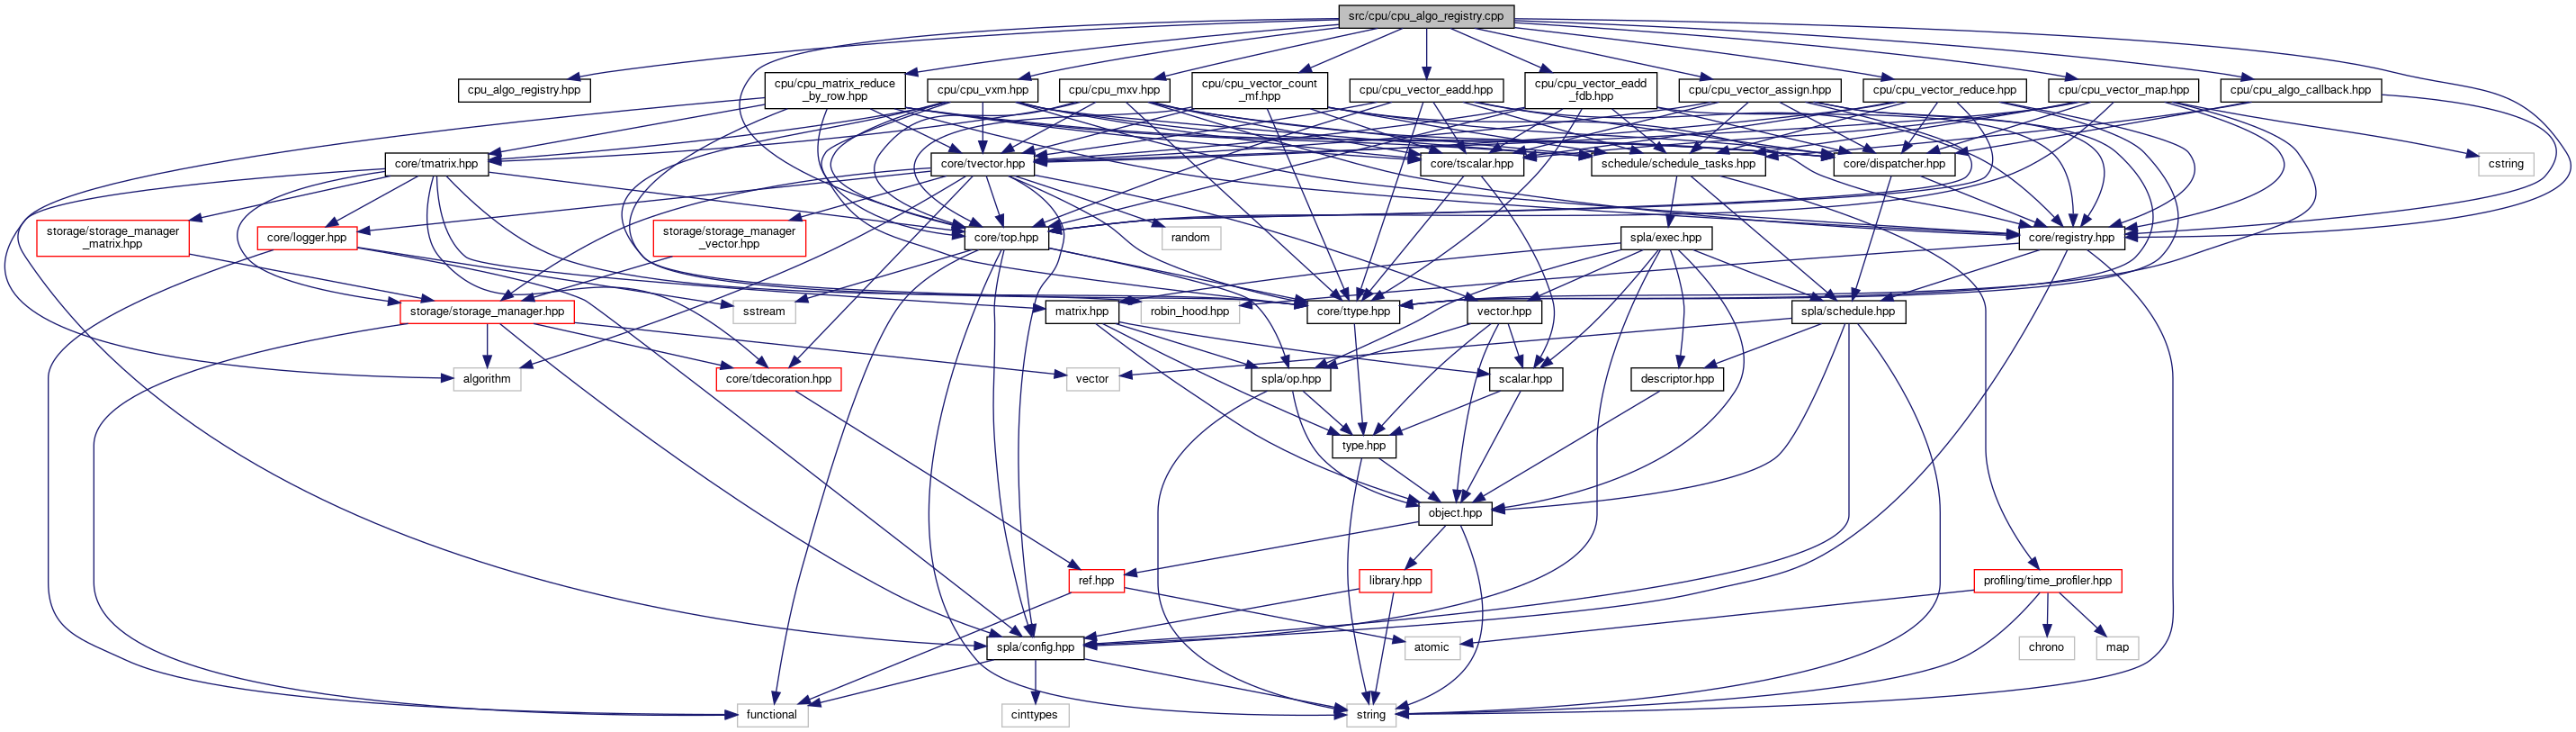 src/cpu/cpu_algo_registry.cpp
cpu_algo_registry.hpp
cpu/cpu_matrix_reduce
_by_row.hpp
cpu/cpu_vxm.hpp
cpu/cpu_mxv.hpp
cpu/cpu_vector_count
_mf.hpp
cpu/cpu_vector_eadd.hpp
cpu/cpu_vector_eadd
_fdb.hpp
cpu/cpu_vector_assign.hpp
cpu/cpu_vector_reduce.hpp
cpu/cpu_vector_map.hpp
cpu/cpu_algo_callback.hpp
core/tmatrix.hpp
core/tvector.hpp
core/tscalar.hpp
schedule/schedule_tasks.hpp
core/dispatcher.hpp
cstring
storage/storage_manager
_matrix.hpp
core/logger.hpp
storage/storage_manager
_vector.hpp
core/top.hpp
random
spla/exec.hpp
core/registry.hpp
storage/storage_manager.hpp
sstream
matrix.hpp
robin_hood.hpp
core/ttype.hpp
vector.hpp
spla/schedule.hpp
algorithm
core/tdecoration.hpp
vector
spla/op.hpp
scalar.hpp
descriptor.hpp
type.hpp
object.hpp
ref.hpp
library.hpp
profiling/time_profiler.hpp
spla/config.hpp
atomic
chrono
map
functional
cinttypes
string